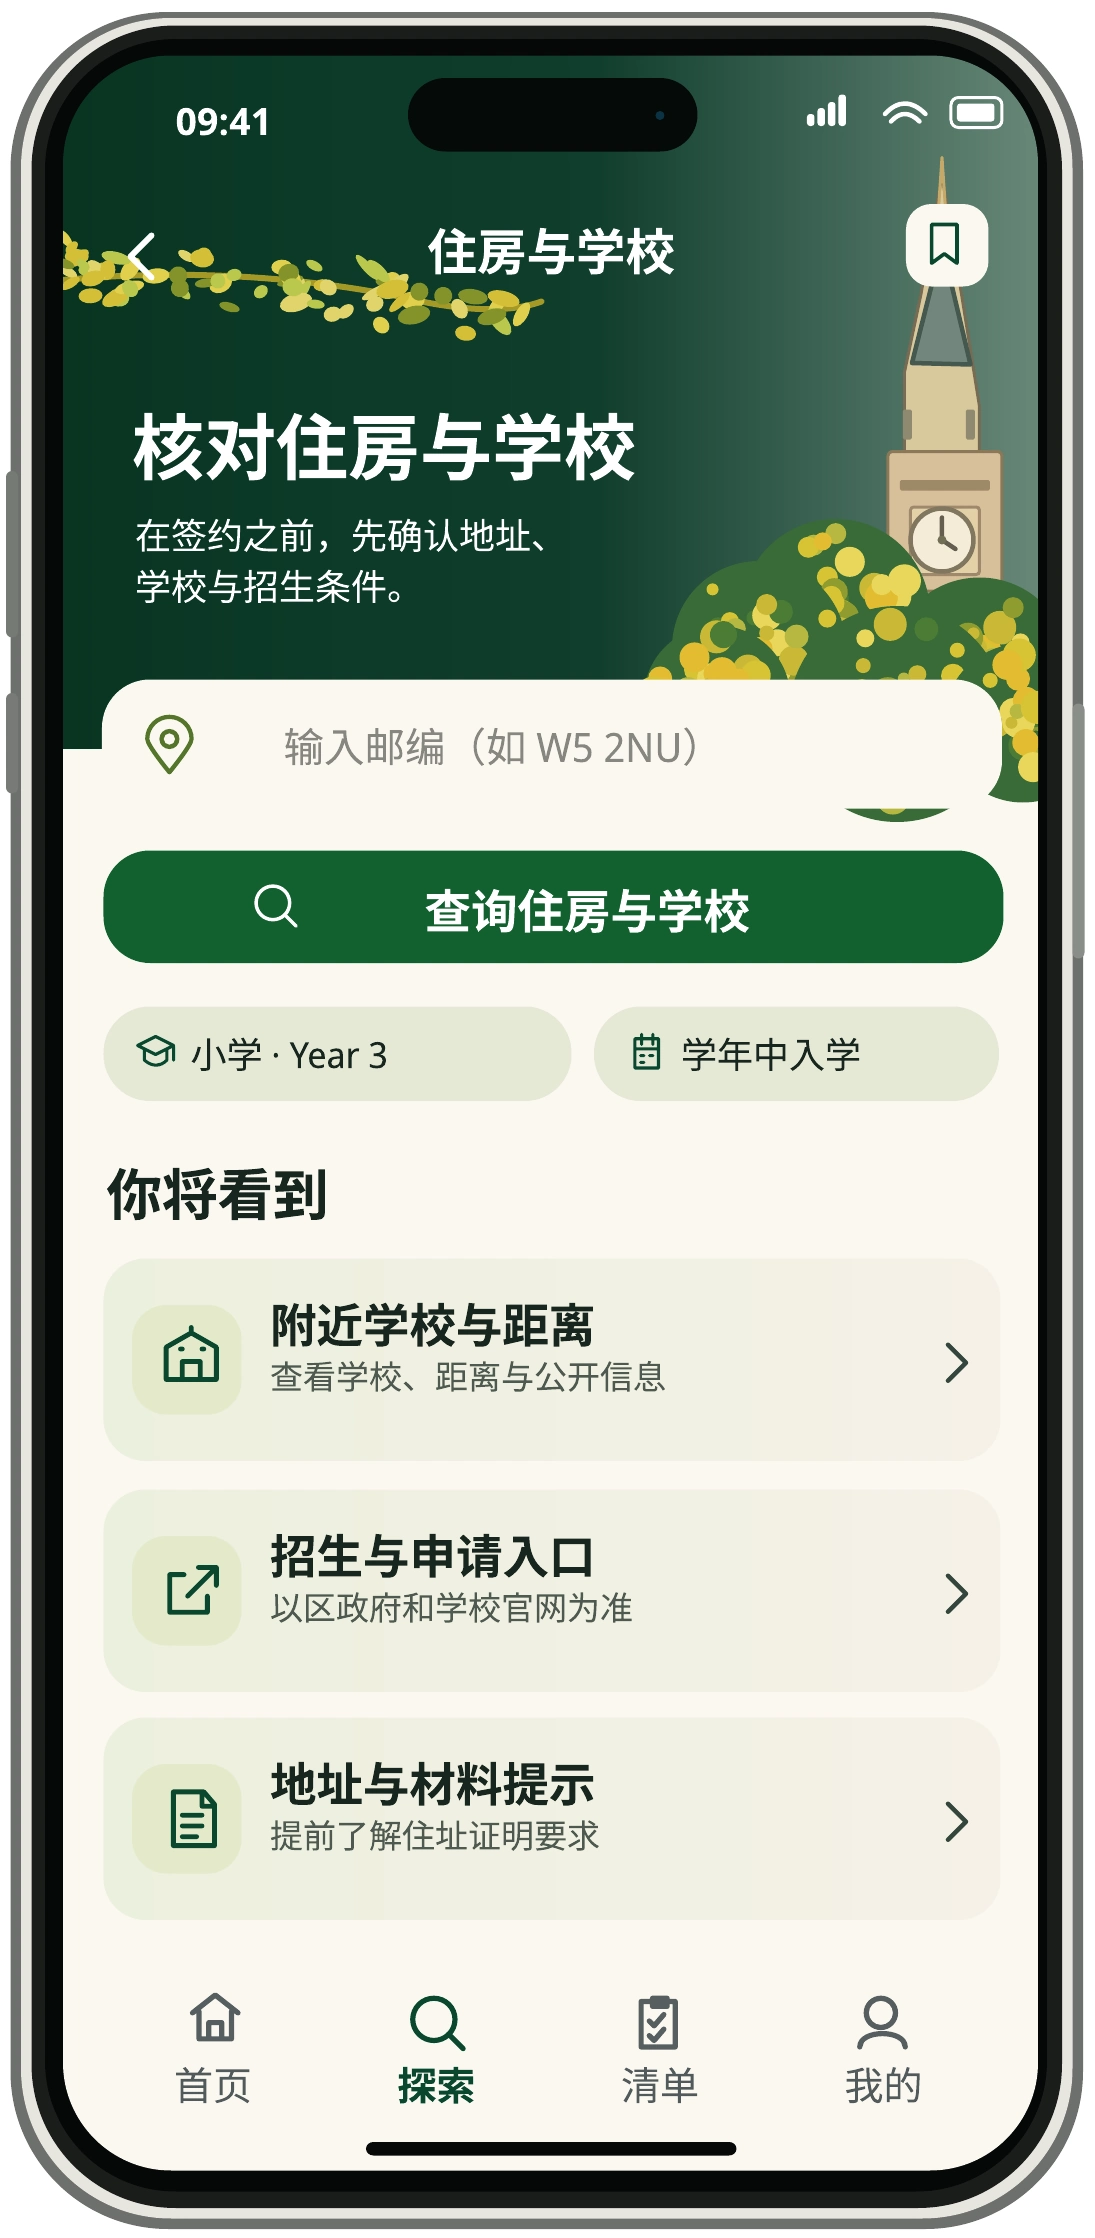 09:41
住房与学校
核对住房与学校
在签约之前，先确认地址、
学校与招生条件。
输入邮编（如 W5 2NU）
查询住房与学校
小学 · Year 3
学年中入学
你将看到
附近学校与距离
查看学校、距离与公开信息
招生与申请入口
以区政府和学校官网为准
地址与材料提示
提前了解住址证明要求
首页
探索
清单
我的